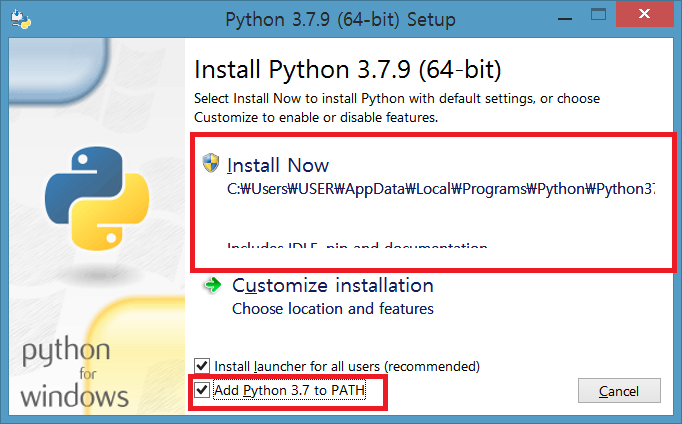 Python 3.7.9 (64-bit) Setup
Install Python 3.7.9 (64-bit)
Select Install Now to install Python with default settings, or choose
Customize to enable or disable features.
Install Now
C:₩Users₩USER₩AppData₩Local₩Programs₩Python₩Python37
Includes IDLE, pip and documentation
Customize installation
Choose location and features
Install launcher for all users (recommended)
Add Python 3.7 to PATH
Cancel
python
for
windows